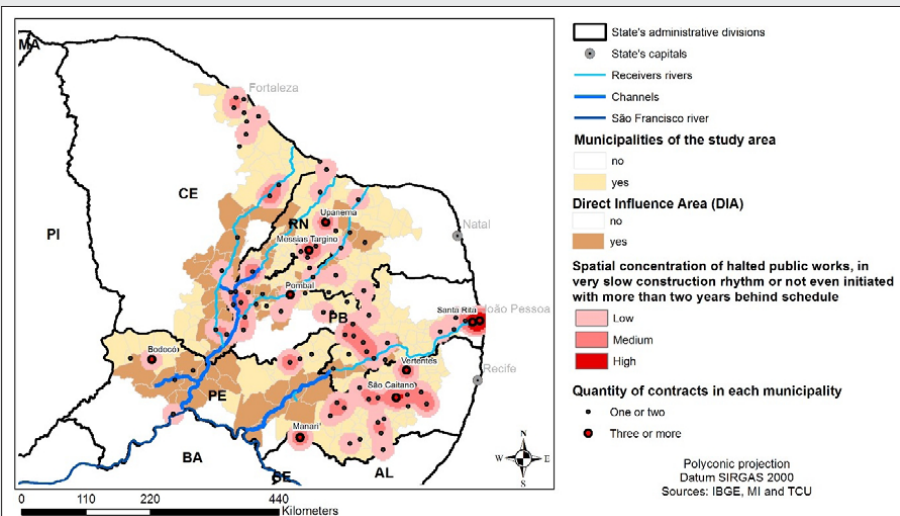 MA
Fortaleza
CE
PI
RN
Upanema
Messias Targino
Natal
Pombal
PB
Santa Rita
João Pessoa
Bodocó
Vertentes
Recife
PE
São Caitano
Manari
BA
SE
AL
N
W
E
S
0 110 220 440
Kilometers
State's administrative divisions
State's capitals
Receivers rivers
Channels
São Francisco river
Municipalities of the study area
no
yes
Direct Influence Area (DIA)
no
yes
Spatial concentration of halted public works, in
very slow construction rhythm or not even initiated
with more than two years behind schedule
Low
Medium
High
Quantity of contracts in each municipality
One or two
Three or more
Polyconic projection
Datum SIRGAS 2000
Sources: IBGE, MI and TCU